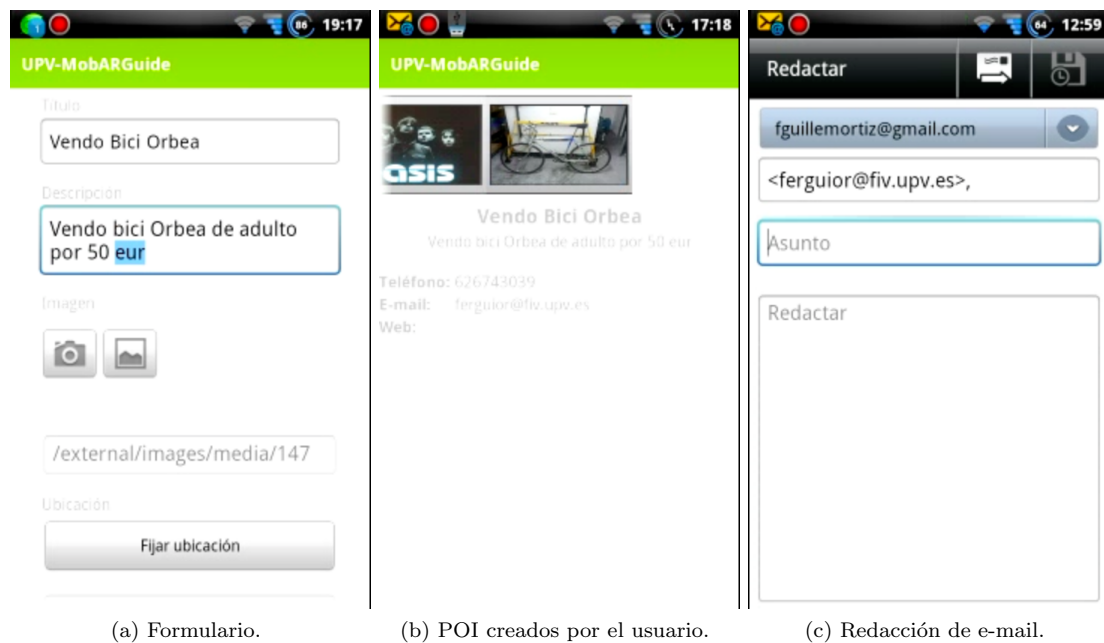 19:17
86
UPV-MobARGuide
Título
Vendo Bici Orbea
Descripción
Vendo bici Orbea de adulto
por 50 eur
Imagen
/external/images/media/147
Ubicación
Fijar ubicación
(a) Formulario.
17:18
UPV-MobARGuide
asis
Vendo Bici Orbea
Vendo bici Orbea de adulto por 50 eur
Teléfono: 626743039
E-mail: ferguior@fiv.upv.es
Web:
(b) POI creados por el usuario.
64 12:59
Redactar
fguillemortiz@gmail.com
<ferguior@fiv.upv.es>,
Asunto
Redactar
(c) Redacción de e-mail.